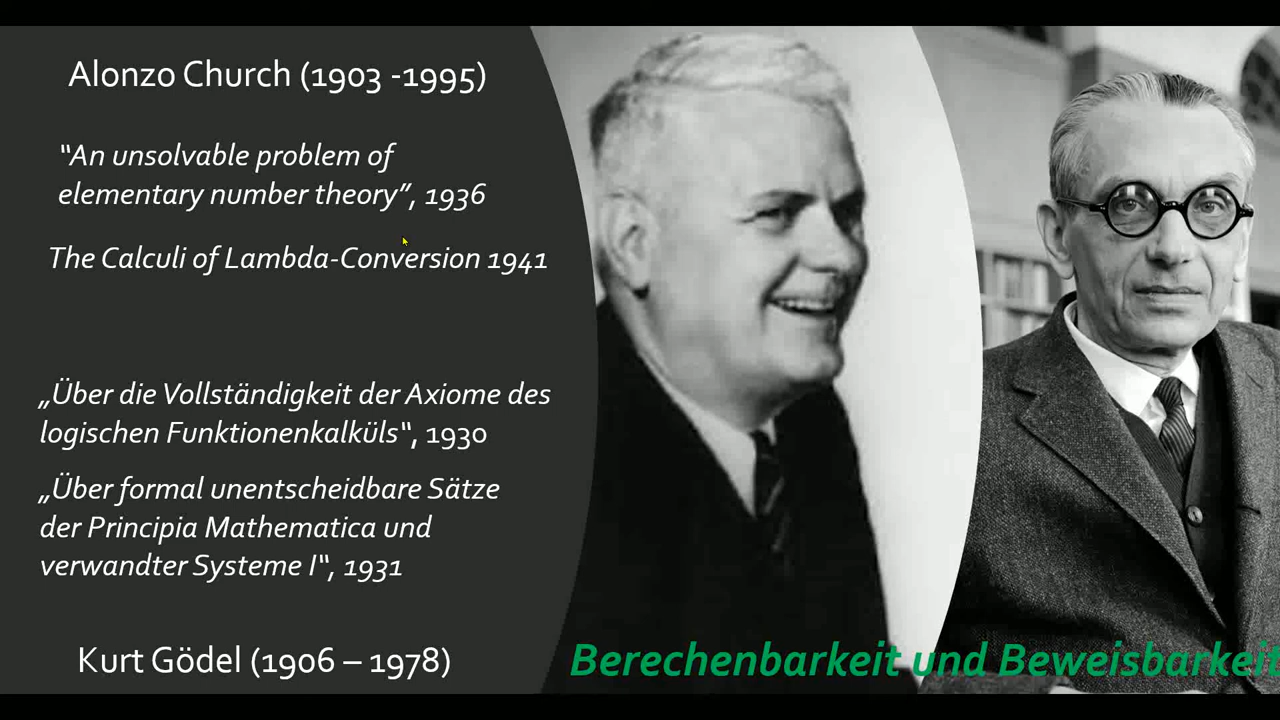 Alonzo Church (1903 -1995)
“An unsolvable problem of
elementary number theory”, 1936
The Calculi of Lambda-Conversion 1941
„Über die Vollständigkeit der Axiome des
logischen Funktionenkalküls“, 1930
„Über formal unentscheidbare Sätze
der Principia Mathematica und
verwandter Systeme I“, 1931
Kurt Gödel (1906 – 1978)
Berechenbarkeit und Beweisbarkeit